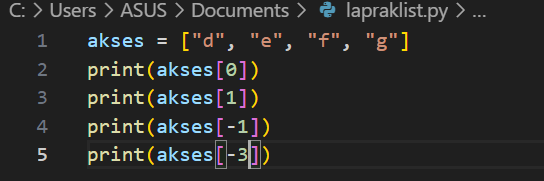 C: > Users > ASUS > Documents > lapraklist.py > ...
1 akses = ["d", "e", "f", "g"]
2 print(akses[0])
3 print(akses[1])
4 print(akses[-1])
5 print(akses[-3])